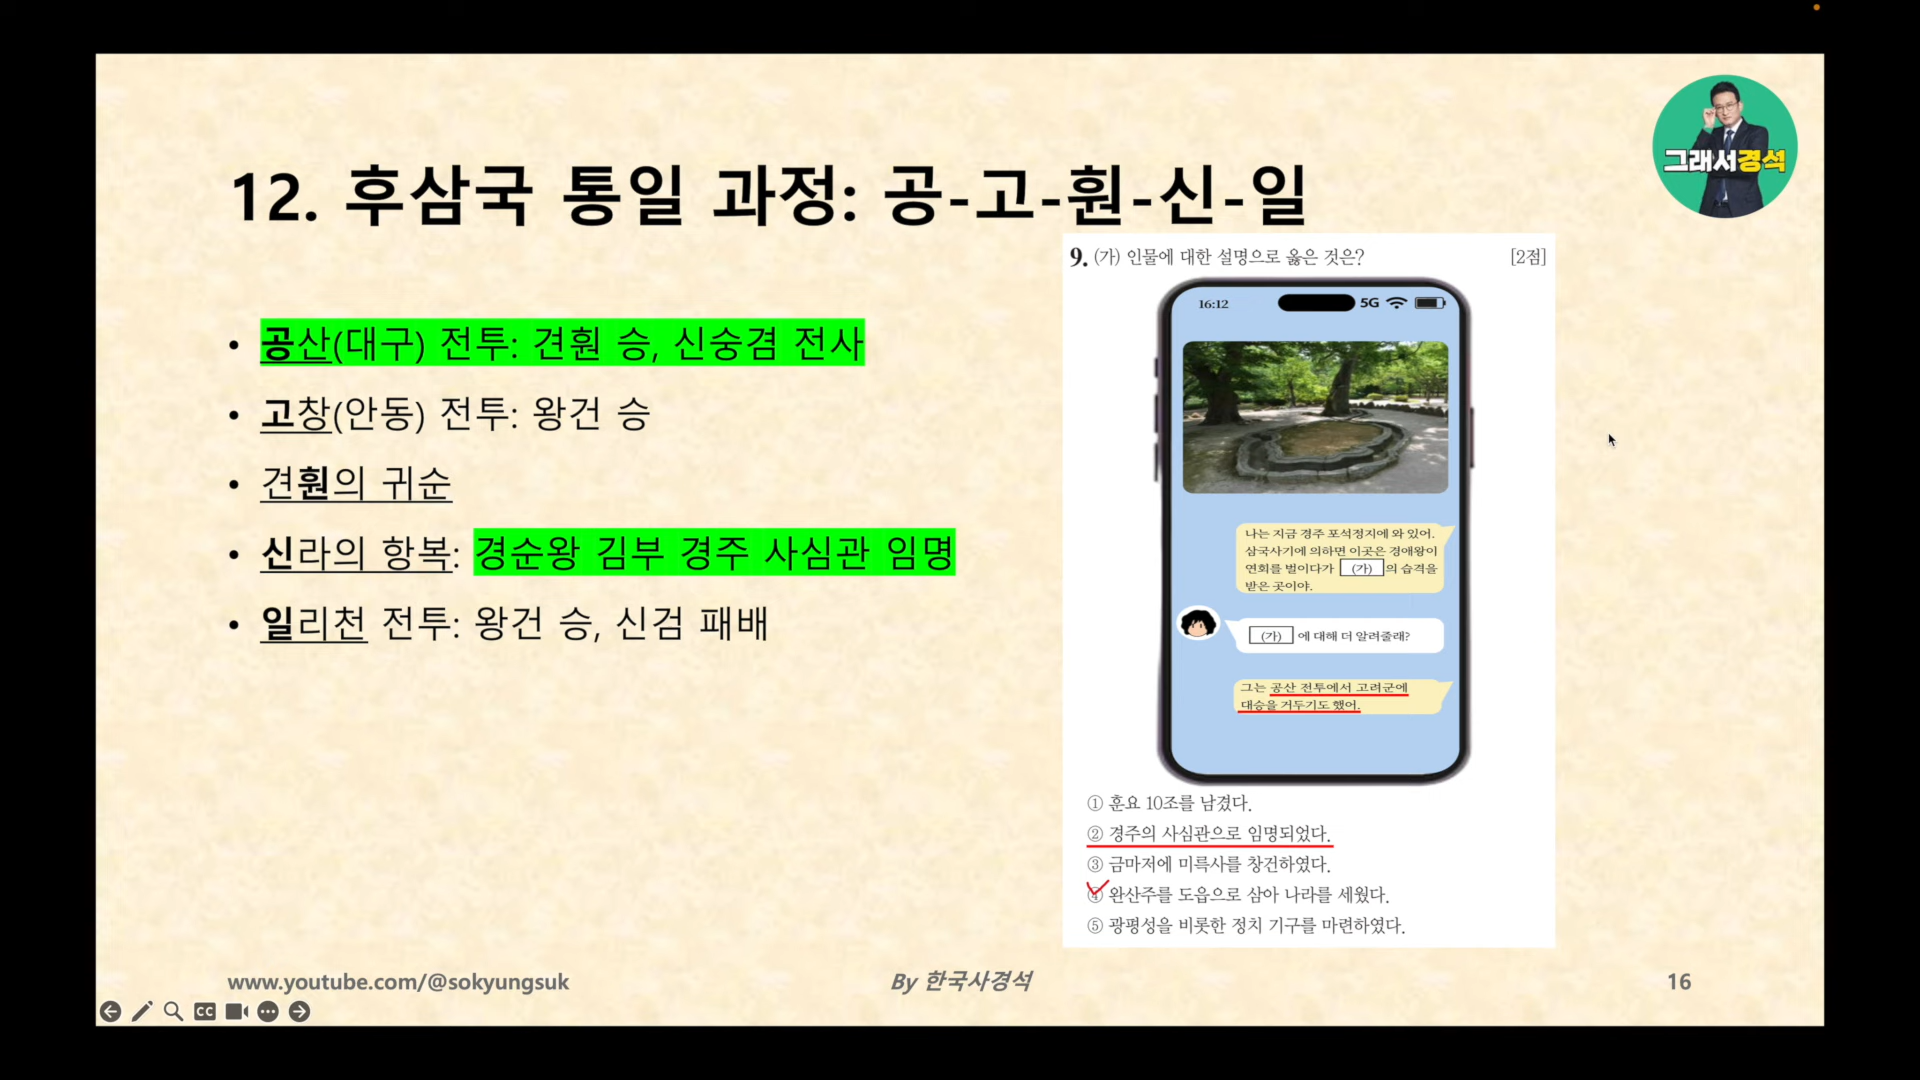 그래서경석
12. 후삼국 통일 과정: 공-고-훤-신-일
• 공산(대구) 전투: 견훤 승, 신숭겸 전사
• 고창(안동) 전투: 왕건 승
• 견훤의 귀순
• 신라의 항복: 경순왕 김부 경주 사심관 임명
• 일리천 전투: 왕건 승, 신검 패배
9. (가) 인물에 대한 설명으로 옳은 것은? [2점]
16:12 5G
나는 지금 경주 포석정지에 와 있어.
삼국사기에 의하면 이곳은 경애왕이
연회를 벌이다가 (가) 의 습격을
받은 곳이야.
(가) 에 대해 더 알려줄래?
그는 공산 전투에서 고려군에
대승을 거두기도 했어.
① 훈요 10조를 남겼다.
② 경주의 사심관으로 임명되었다.
③ 금마저에 미륵사를 창건하였다.
④ 완산주를 도읍으로 삼아 나라를 세웠다.
⑤ 광평성을 비롯한 정치 기구를 마련하였다.
www.youtube.com/@sokyungsuk
By 한국사경석
16
CC